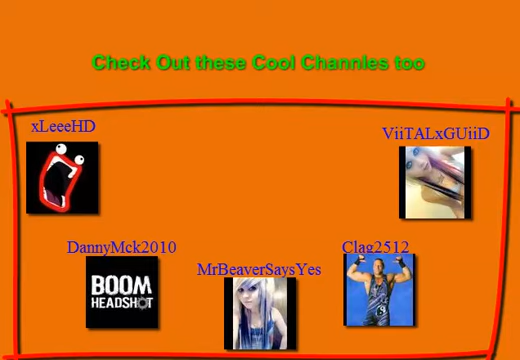 Check Out these Cool Channles too
xLeeeHD
ViiTALxGUiiD
DannyMck2010
Clag2512
MrBeaverSaysYes
BOOM
HEADSHOT